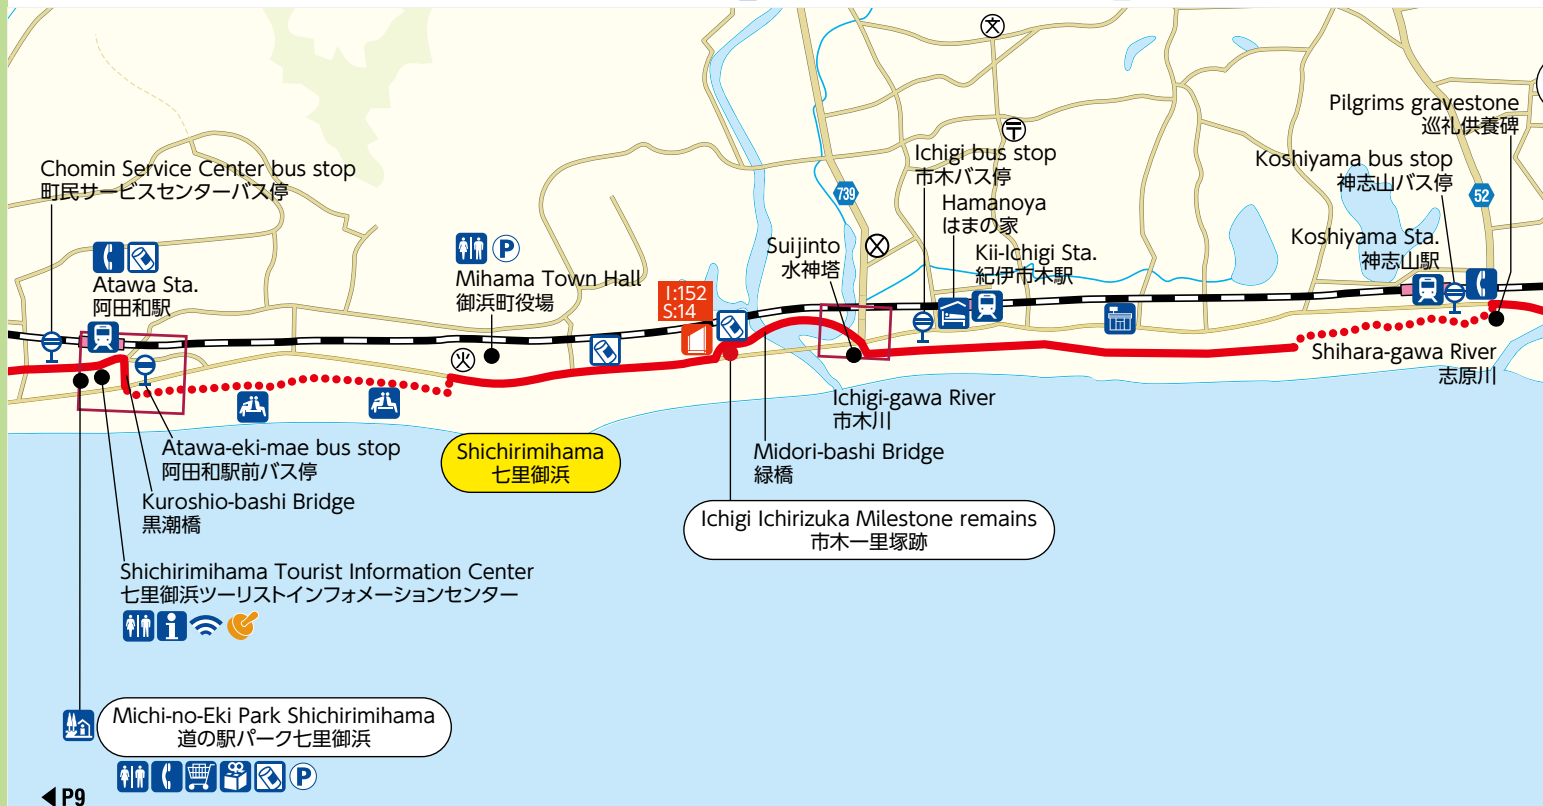 文
Pilgrims gravestone
巡礼供養碑
〒
Ichigi bus stop
市木バス停
Koshiyama bus stop
神志山バス停
Chomin Service Center bus stop
町民サービスセンターバス停
739
52
Hamanoya
はまの家
Suijinto
水神塔
Kii-Ichigi Sta.
紀伊市木駅
Koshiyama Sta.
神志山駅
Atawa Sta.
阿田和駅
P
Mihama Town Hall
御浜町役場
I:152
S:14
火
Shihara-gawa River
志原川
Ichigi-gawa River
市木川
Atawa-eki-mae bus stop
阿田和駅前バス停
Shichirimihama
七里御浜
Midori-bashi Bridge
緑橋
Kuroshio-bashi Bridge
黒潮橋
Ichigi Ichirizuka Milestone remains
市木一里塚跡
Shichirimihama Tourist Information Center
七里御浜ツーリストインフォメーションセンター
i
Michi-no-Eki Park Shichirimihama
道の駅パーク七里御浜
P
◀P9